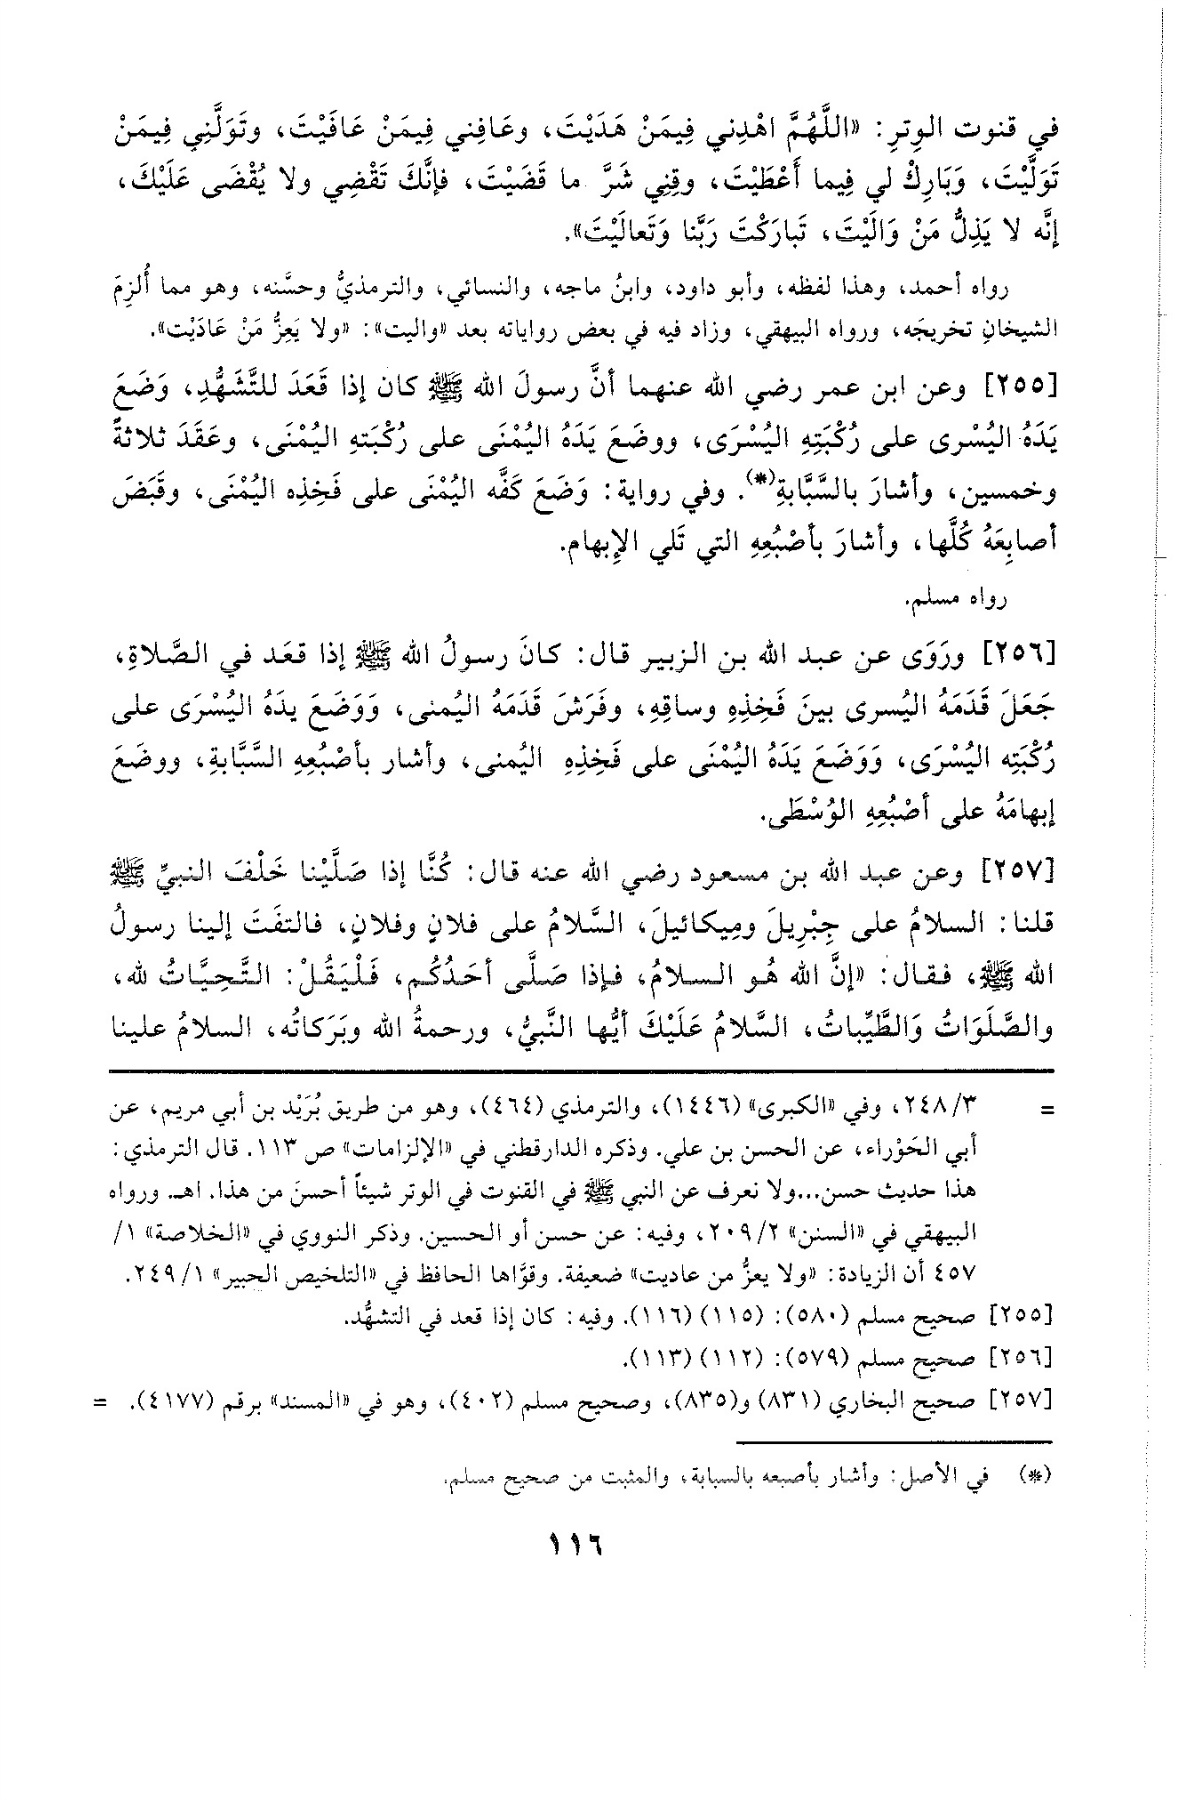 في قنوت الوِترِ: «اللَّهُمَّ اهْدِني فِيمَنْ هَدَيْتَ، وعَافِني فِيمَنْ عَافَيْتَ، وتَوَلَّنِي فِيمَنْ
تَوَلَّيْتَ، وَبَارِكْ لي فِيما أَعْطَيْتَ، وقِنِي شَرَّ ما قَضَيْتَ، فإنَّكَ تَقْضِي ولا يُقْضَى عَلَيْكَ،
إنَّه لا يَذِلُّ مَنْ وَالَيْتَ، تَبارَكْتَ رَبَّنا وَتَعالَيْتَ».
رواه أحمد، وهذا لفظه، وأبو داود، وابنُ ماجه، والنسائي، والترمذيُّ وحسَّنه، وهو مما أُلزِمَ
الشيخانِ تخريجَه، ورواه البيهقي، وزاد فيه في بعض رواياته بعد «واليت»: «ولا يَعِزُّ مَنْ عَادَيْت».
[٢٥٥] وعن ابن عمر رضي الله عنهما أنَّ رسولَ الله ﷺ كان إذا قَعَدَ للتَّشَهُّدِ، وَضَعَ
يَدَهُ اليُسْرى على رُكْبَتِهِ اليُسْرَى، ووضَعَ يَدَهُ اليُمْنَى على رُكْبَتهِ اليُمْنَى، وعَقَدَ ثلاثةً
وخمسين، وأشارَ بالسَّبَّابةِ(*). وفي رواية: وَضَعَ كَفَّه اليُمْنَى على فَخِذِه اليُمْنَى، وقَبَضَ
أصابِعَهُ كُلَّها، وأشارَ بأصْبُعِهِ التي تَلي الإبهام.
رواه مسلم.
[٢٥٦] ورَوَى عن عبد الله بن الزبير قال: كانَ رسولُ الله ﷺ إذا قعَد في الصَّلاةِ،
جَعَلَ قَدَمَهُ اليُسرى بينَ فَخِذِهِ وساقِهِ، وفَرَشَ قَدَمَهُ اليُمنى، وَوَضَعَ يدَهُ اليُسْرَى على
رُكْبَتِه اليُسْرَى، وَوَضَعَ يَدَهُ اليُمْنَى على فَخِذِهِ اليُمنى، وأشار بأصْبُعِهِ السَّبَّابةِ، ووضَعَ
إبهامَهُ على أصْبُعِهِ الوُسْطَى.
[٢٥٧] وعن عبد الله بن مسعود رضي الله عنه قال: كُنَّا إذا صَلَّيْنا خَلْفَ النبيِّ ﷺ
قلنا: السلامُ على جِبْرِيلَ ومِيكائيلَ، السَّلامُ على فلانٍ وفلانٍ، فالتفَتَ إلينا رسولُ
الله ﷺ، فقال: «إنَّ الله هُو السلامُ، فإذا صَلَّى أحَدُكُم، فَلْيَقُلْ: التَّحِيَّاتُ لله،
والصَّلَوَاتُ وَالطَّيِّباتُ، السَّلامُ عَلَيْكَ أيُّها النَّبيُّ، ورحمةُ الله وبَرَكاتُه، السلامُ علينا
= ٣/ ٢٤٨، وفي «الكبرى» (١٤٤٦)، والترمذي (٤٦٤)، وهو من طريق بُرَيْد بن أبي مريم، عن
أبي الحَوْراء، عن الحسن بن علي. وذكره الدارقطني في «الإلزامات» ص ١١٣. قال الترمذي:
هذا حديث حسن...ولا نعرف عن النبي ﷺ في القنوت في الوتر شيئاً أحسنَ من هذا. اهـ. ورواه
البيهقي في «السنن» ٢/ ٢٠٩، وفيه: عن حسن أو الحسين. وذكر النووي في «الخلاصة» ١/
٤٥٧ أن الزيادة: «ولا يعزُّ من عاديت» ضعيفة. وقوَّاها الحافظ في «التلخيص الحبير» ١/ ٢٤٩.
[٢٥٥] صحيح مسلم (٥٨٠): (١١٥) (١١٦). وفيه: كان إذا قعد في التشهُّد.
[٢٥٦] صحيح مسلم (٥٧٩): (١١٢) (١١٣).
[٢٥٧] صحيح البخاري (٨٣١) و(٨٣٥)، وصحيح مسلم (٤٠٢)، وهو في «المسند» برقم (٤١٧٧). =
(*) في الأصل: وأشار بأصبعه بالسبابة، والمثبت من صحيح مسلم.
١١٦